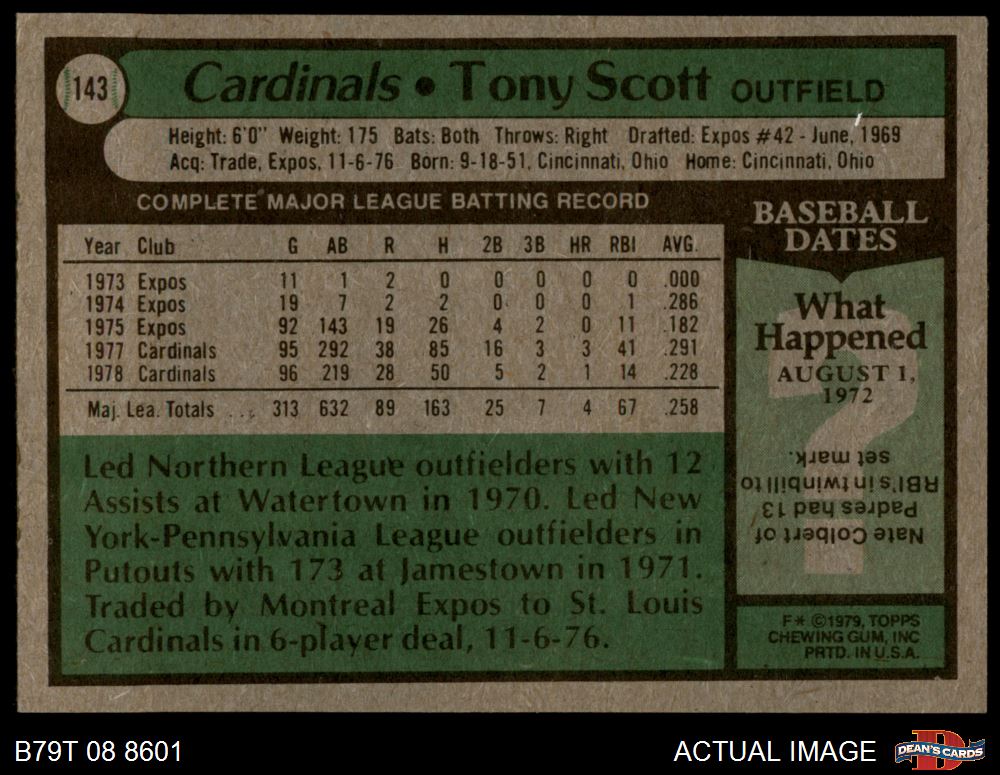 143
Cardinals • Tony Scott OUTFIELD
Height: 6'0" Weight: 175 Bats: Both Throws: Right Drafted: Expos #42 - June, 1969
Acq: Trade, Expos, 11-6-76 Born: 9-18-51, Cincinnati, Ohio Home: Cincinnati, Ohio
COMPLETE MAJOR LEAGUE BATTING RECORD
Year Club G AB R H 2B 3B HR RBI AVG.
1973 Expos 11 1 2 0 0 0 0 0 .000
1974 Expos 19 7 2 2 0 0 0 1 .286
1975 Expos 92 143 19 26 4 2 0 11 .182
1977 Cardinals 95 292 38 85 16 3 3 41 .291
1978 Cardinals 96 219 28 50 5 2 1 14 .228
Maj. Lea. Totals ... 313 632 89 163 25 7 4 67 .258
Led Northern League outfielders with 12
Assists at Watertown in 1970. Led New
York-Pennsylvania League outfielders in
Putouts with 173 at Jamestown in 1971.
Traded by Montreal Expos to St. Louis
Cardinals in 6-player deal, 11-6-76.
BASEBALL
DATES
What
Happened
AUGUST 1,
1972
?
Nate Colbert of
Padres had 13
RBI's in twinbill to
set mark.
F* ©1979, TOPPS
CHEWING GUM, INC
PRTD. IN U.S.A.
B79T 08 8601
ACTUAL IMAGE
D
DEAN'S CARDS